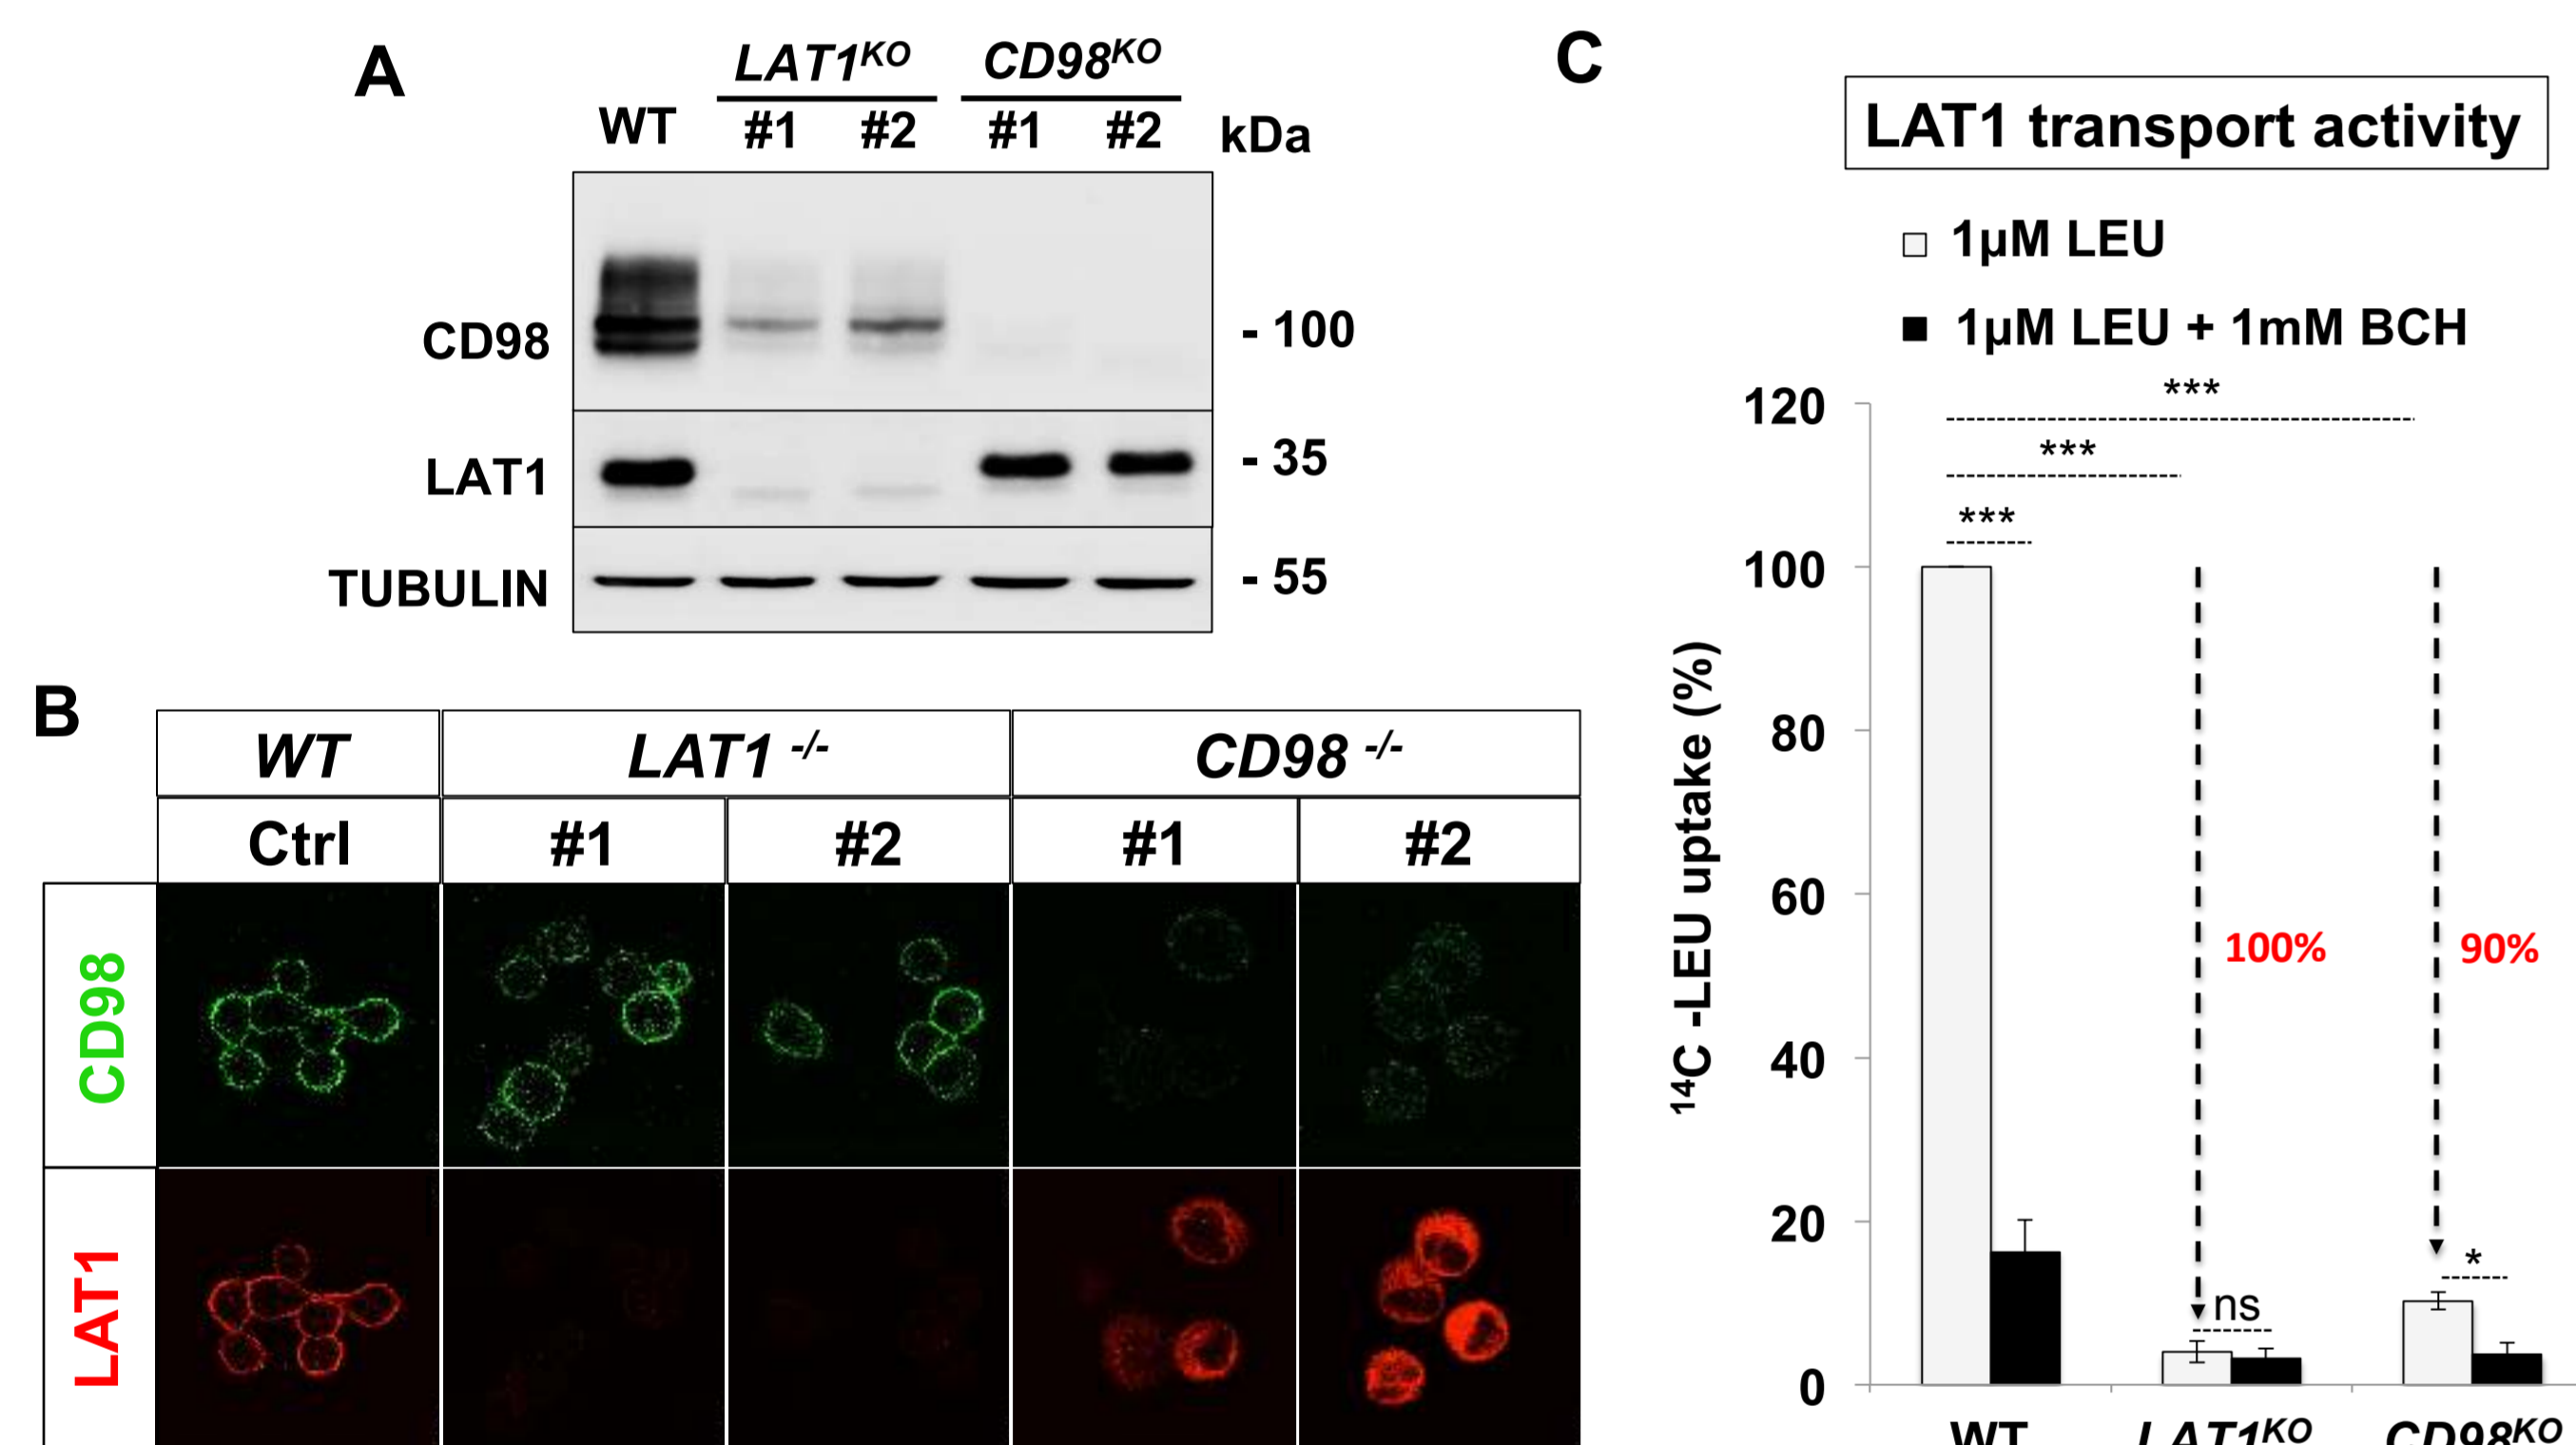 A
LAT1KO CD98KO
WT #1 #2 #1 #2 kDa
CD98 - 100
LAT1 - 35
TUBULIN - 55
B
WT LAT1 -/- CD98 -/-
Ctrl #1 #2 #1 #2
CD98
LAT1
C
LAT1 transport activity
1µM LEU
1µM LEU + 1mM BCH
14C -LEU uptake (%)
120
100
80
60
40
20
0
***
***
***
100%
90%
ns
*
WT LAT1KO CD98KO